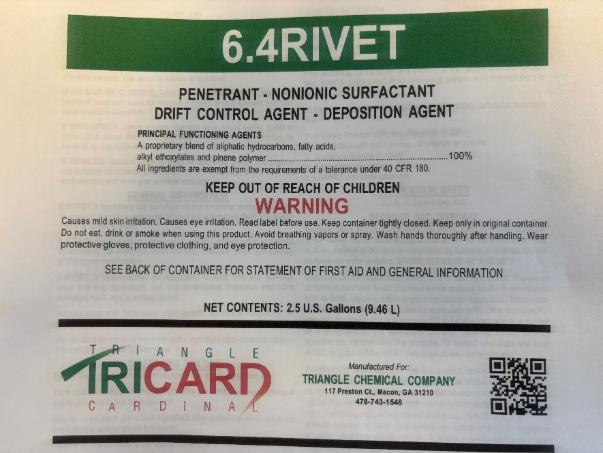 6.4RIVET
PENETRANT - NONIONIC SURFACTANT
DRIFT CONTROL AGENT - DEPOSITION AGENT
PRINCIPAL FUNCTIONING AGENTS
A proprietary blend of aliphatic hydrocarbons, fatty acids,
alkyl ethoxylates and pinene polymer..........................................................100%
All ingredients are exempt from the requirements of a tolerance under 40 CFR 180.
KEEP OUT OF REACH OF CHILDREN
WARNING
Causes mild skin irritation. Causes eye irritation. Read label before use. Keep container tightly closed. Keep only in original container.
Do not eat, drink or smoke when using this product. Avoid breathing vapors or spray. Wash hands thoroughly after handling. Wear
protective gloves, protective clothing, and eye protection.
SEE BACK OF CONTAINER FOR STATEMENT OF FIRST AID AND GENERAL INFORMATION
NET CONTENTS: 2.5 U.S. Gallons (9.46 L)
TRIANGLE
TRICARD
CARDINAL
Manufactured For:
TRIANGLE CHEMICAL COMPANY
117 Preston Ct., Macon, GA 31210
478-743-1548